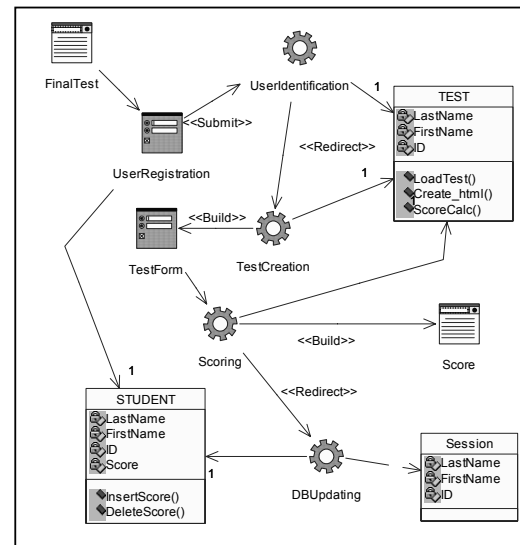 FinalTest
UserIdentification
1
TEST
LastName
FirstName
ID
<<Submit>>
UserRegistration
<<Redirect>>
1
LoadTest()
Create_html()
1
ScoreCalc()
<<Build>>
TestForm
TestCreation
<<Build>>
Scoring
Score
<<Redirect>>
1
STUDENT
LastName
FirstName
ID
Score
InsertScore()
DeleteScore()
1
DBUpdating
Session
LastName
FirstName
ID